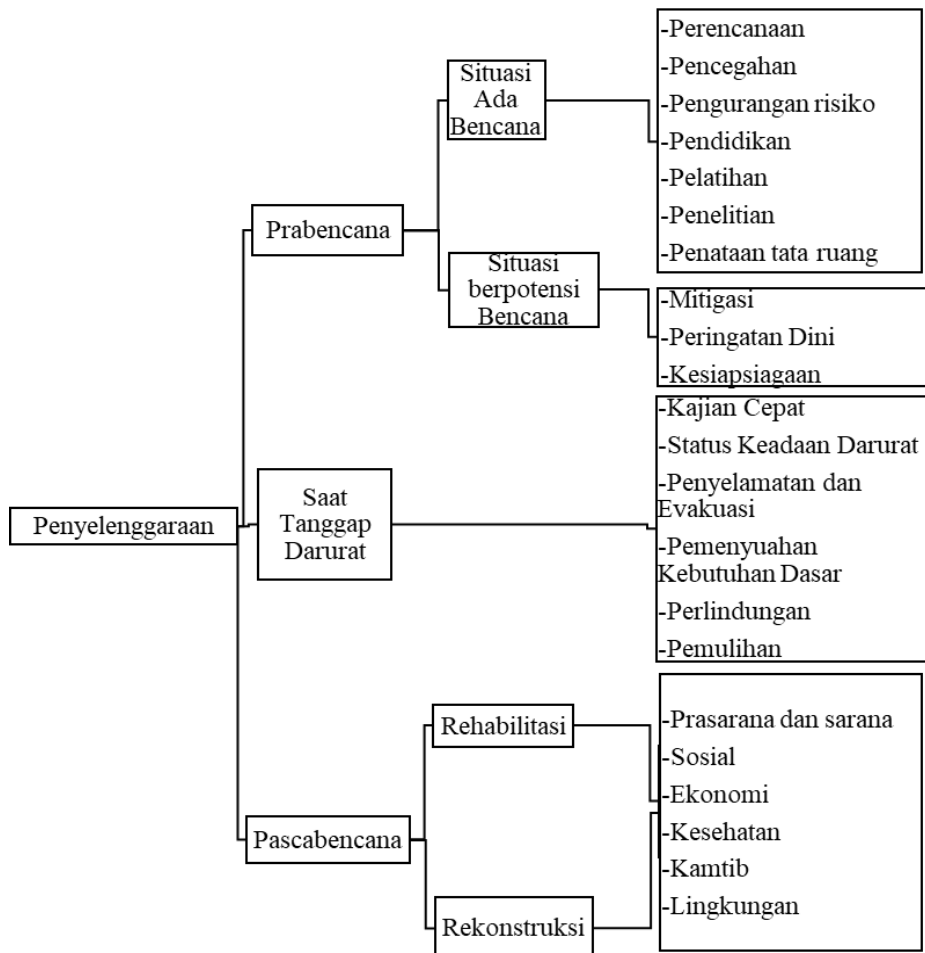 Penyelenggaraan
Prabencana
Situasi
Ada
Bencana
-Perencanaan
-Pencegahan
-Pengurangan risiko
-Pendidikan
-Pelatihan
-Penelitian
-Penataan tata ruang
Situasi
berpotensi
Bencana
-Mitigasi
-Peringatan Dini
-Kesiapsiagaan
Saat
Tanggap
Darurat
-Kajian Cepat
-Status Keadaan Darurat
-Penyelamatan dan
Evakuasi
-Pemenyuahan
Kebutuhan Dasar
-Perlindungan
-Pemulihan
Pascabencana
Rehabilitasi
Rekonstruksi
-Prasarana dan sarana
-Sosial
-Ekonomi
-Kesehatan
-Kamtib
-Lingkungan